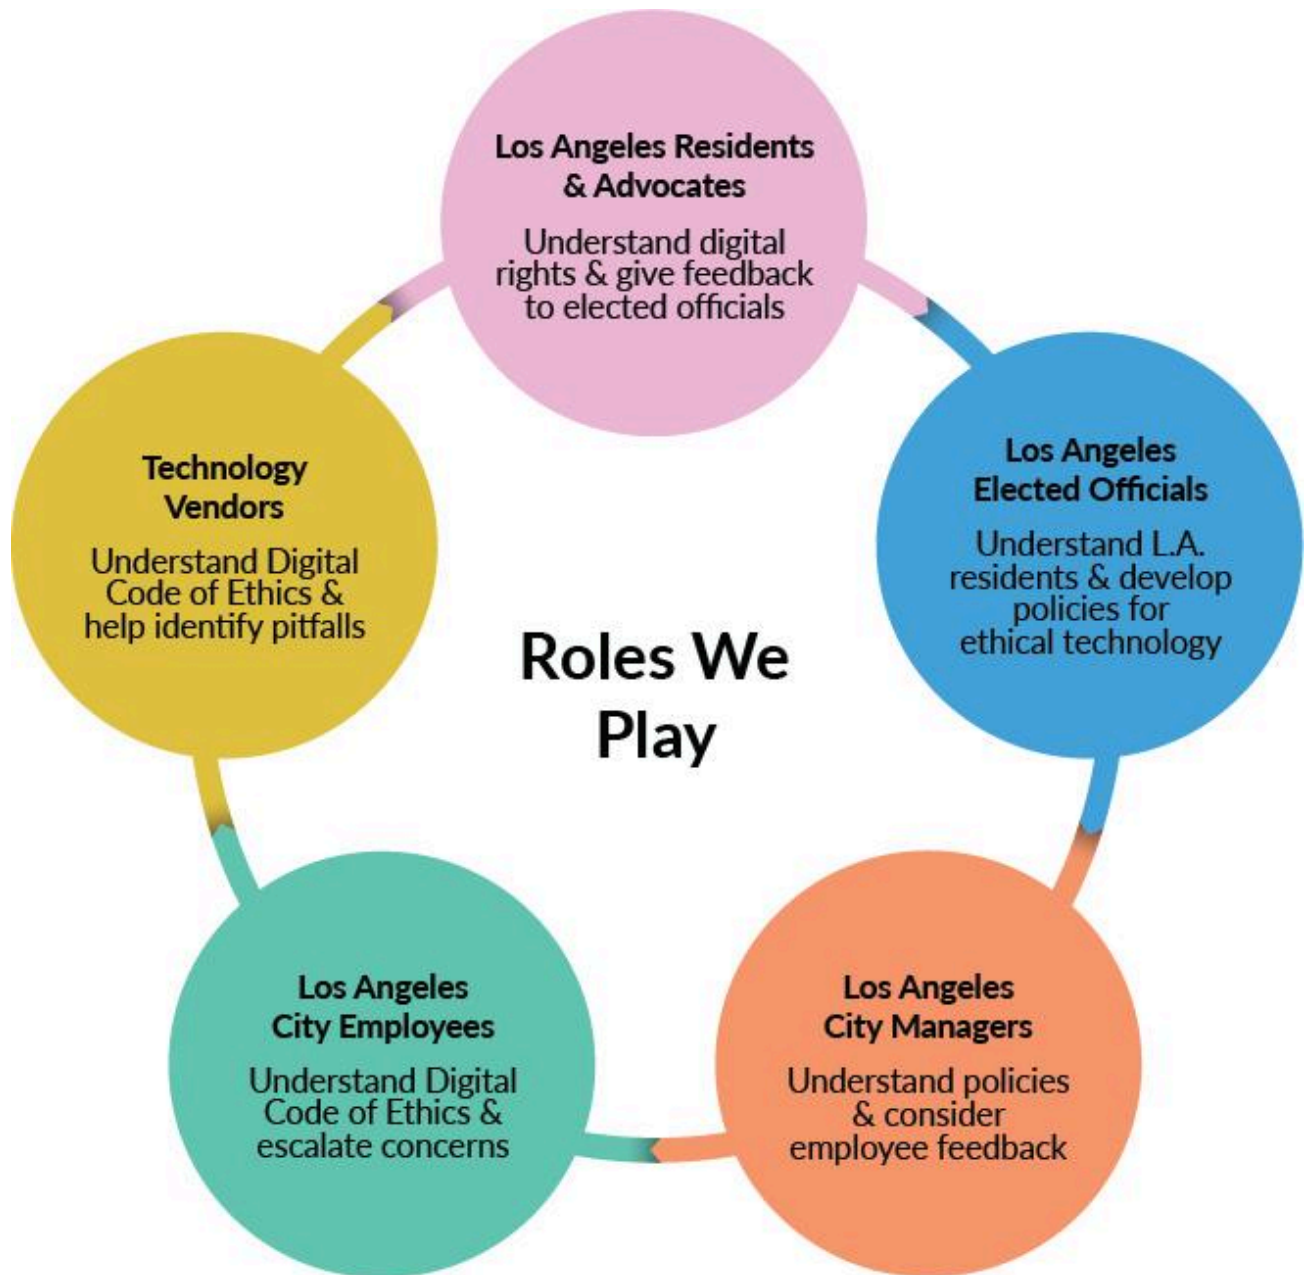 Los Angeles Residents
& Advocates
Understand digital
rights & give feedback
to elected officials
Los Angeles
Elected Officials
Understand L.A.
residents & develop
policies for
ethical technology
Los Angeles
City Managers
Understand policies
& consider
employee feedback
Los Angeles
City Employees
Understand Digital
Code of Ethics &
escalate concerns
Technology
Vendors
Understand Digital
Code of Ethics &
help identify pitfalls
Roles We
Play